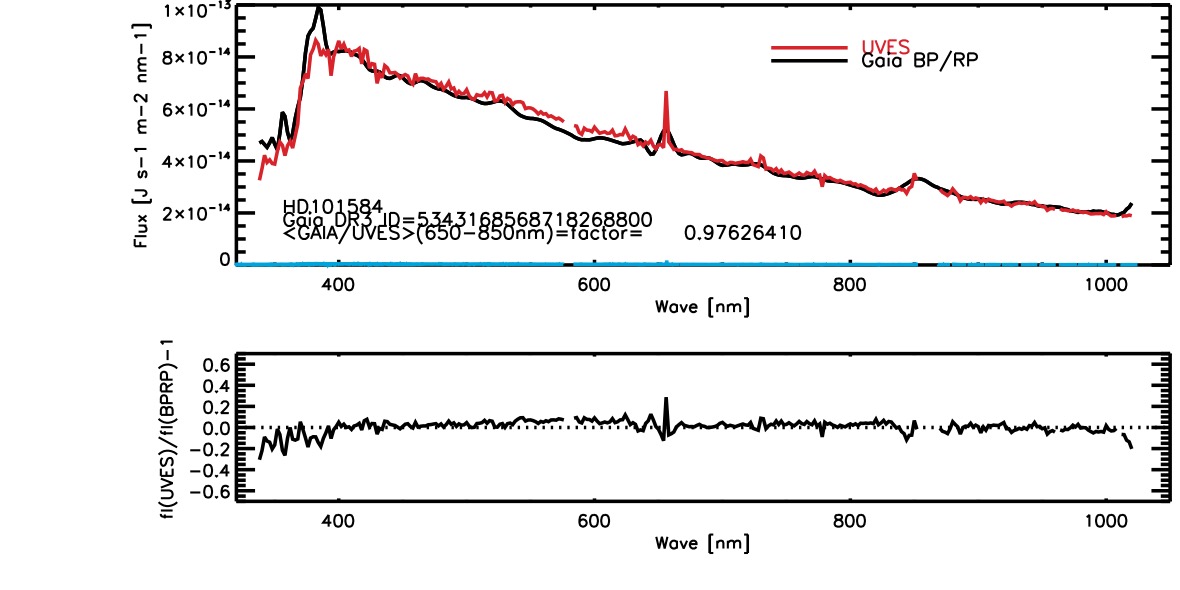 1×10−13
8×10−14
6×10−14
4×10−14
2×10−14
0
Flux [J s−1 m−2 nm−1]
UVES
Gaia BP/RP
HD101584
Gaia DR3 ID=5343168568718268800
<GAIA/UVES>(650−850nm)=factor= 0.97626410
400 600 800 1000
Wave [nm]
fl(UVES)/fl(BPRP)−1
0.6
0.4
0.2
0.0
−0.2
−0.4
−0.6
400 600 800 1000
Wave [nm]